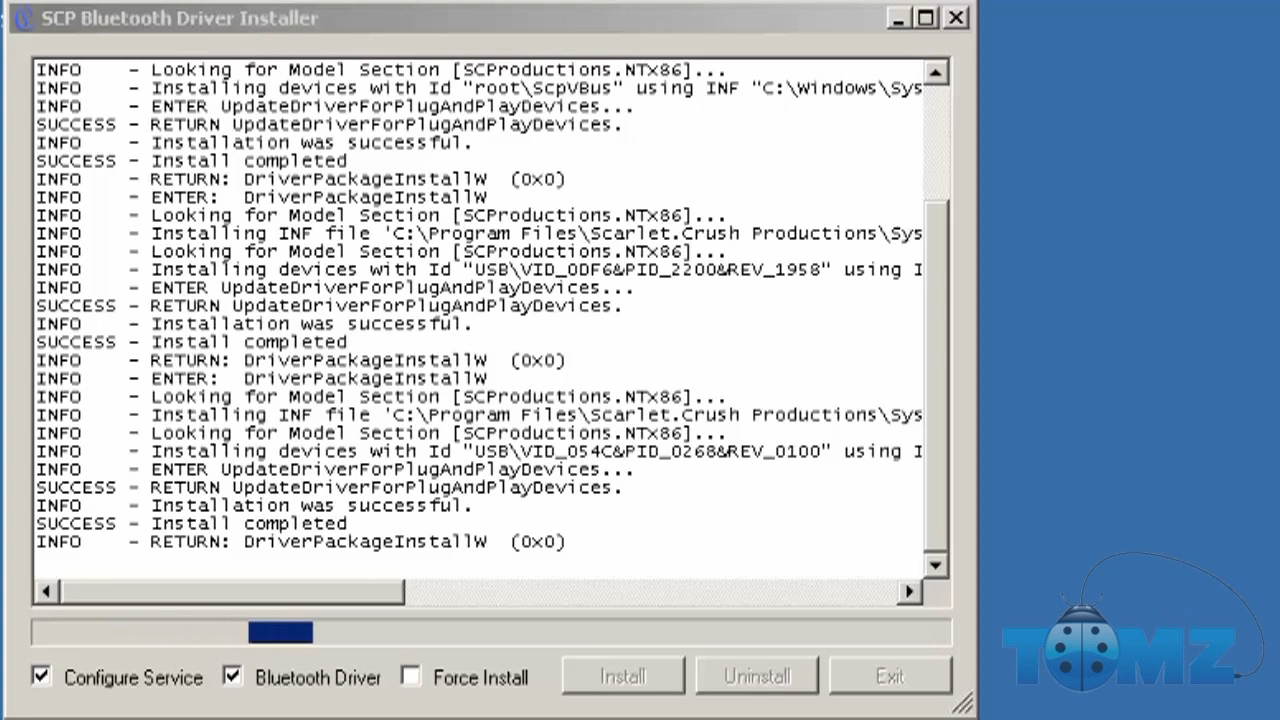 SCP Bluetooth Driver Installer
INFO    - Looking for Model Section [SCProductions.NTx86]...
INFO    - Installing devices with Id "root\ScpVBus" using INF "C:\Windows\Sys
INFO    - ENTER UpdateDriverForPlugAndPlayDevices...
SUCCESS - RETURN UpdateDriverForPlugAndPlayDevices.
INFO    - Installation was successful.
SUCCESS - Install completed
INFO    - RETURN: DriverPackageInstallW  (0x0)
INFO    - ENTER:  DriverPackageInstallW
INFO    - Looking for Model Section [SCProductions.NTx86]...
INFO    - Installing INF file 'C:\Program Files\Scarlet.Crush Productions\Sys
INFO    - Looking for Model Section [SCProductions.NTx86]...
INFO    - Installing devices with Id "USB\VID_0DF6&PID_2200&REV_1958" using I
INFO    - ENTER UpdateDriverForPlugAndPlayDevices...
SUCCESS - RETURN UpdateDriverForPlugAndPlayDevices.
INFO    - Installation was successful.
SUCCESS - Install completed
INFO    - RETURN: DriverPackageInstallW  (0x0)
INFO    - ENTER:  DriverPackageInstallW
INFO    - Looking for Model Section [SCProductions.NTx86]...
INFO    - Installing INF file 'C:\Program Files\Scarlet.Crush Productions\Sys
INFO    - Looking for Model Section [SCProductions.NTx86]...
INFO    - Installing devices with Id "USB\VID_054C&PID_0268&REV_0100" using I
INFO    - ENTER UpdateDriverForPlugAndPlayDevices...
SUCCESS - RETURN UpdateDriverForPlugAndPlayDevices.
INFO    - Installation was successful.
SUCCESS - Install completed
INFO    - RETURN: DriverPackageInstallW  (0x0)
Configure Service Bluetooth Driver Force Install Install Uninstall Exit
TOMZ